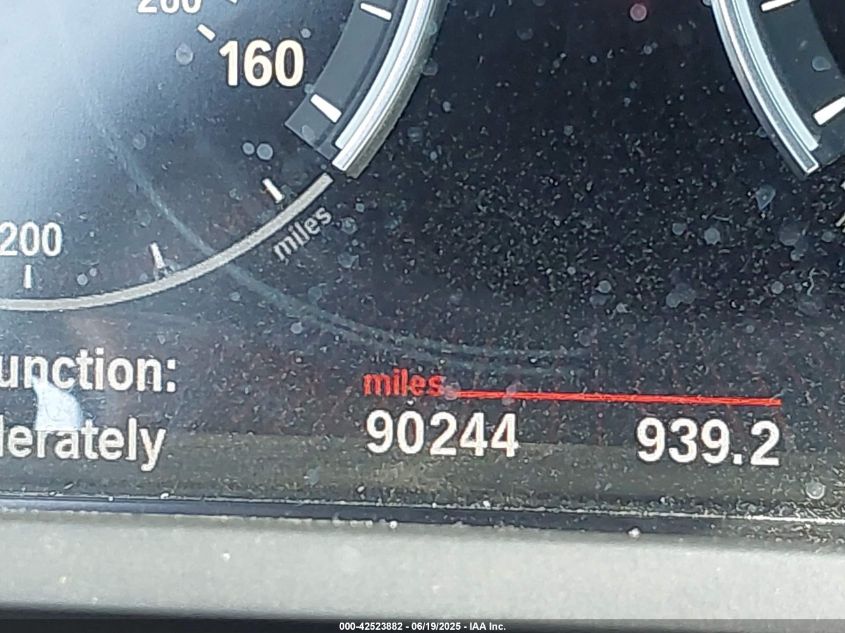 160
miles
200
unction:
miles
derately
90244 939.2
000-42523882 - 06/19/2025 - IAA Inc.